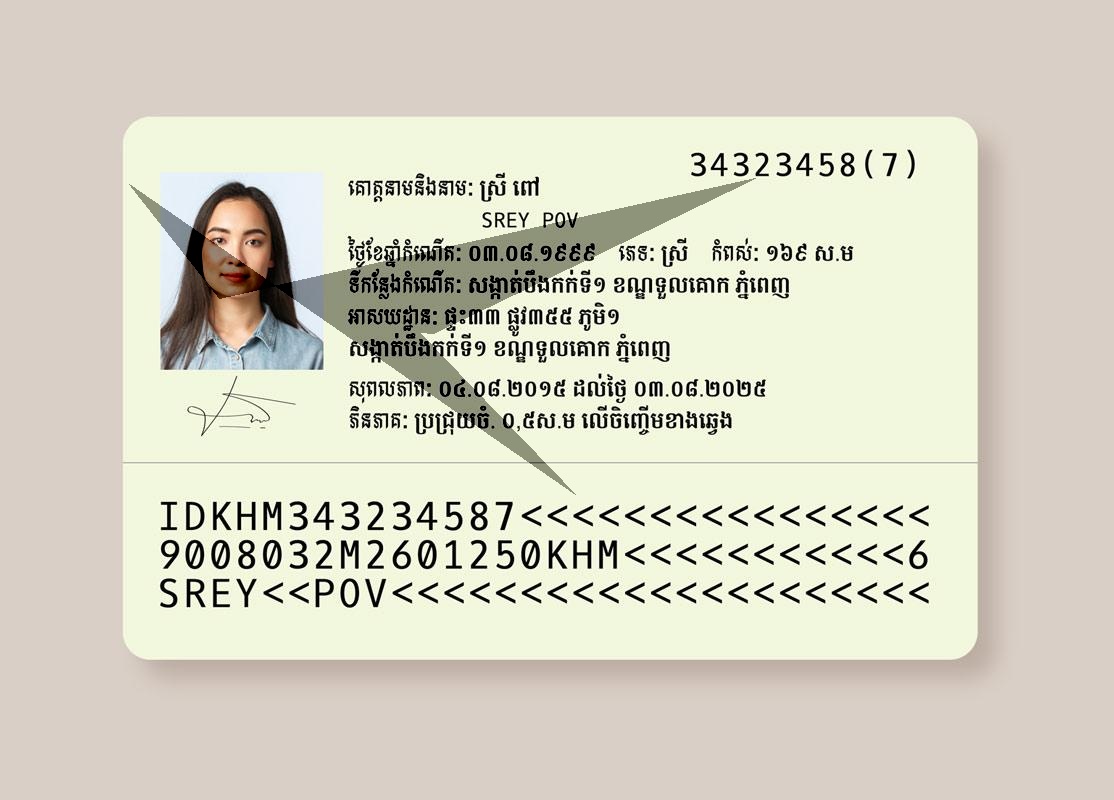 34323458(7)
គោត្តនាមនិងនាម: ស្រី ពៅ
SREY POV
ថ្ងៃខែឆ្នាំកំណើត: ០៣.០៨.១៩៩៩ ភេទ: ស្រី កំពស់: ១៦៩ ស.ម
ទីកន្លែងកំណើត: សង្កាត់បឹងកក់ទី១ ខណ្ឌទួលគោក ភ្នំពេញ
អាសយដ្ឋាន: ផ្ទះ៣៣ ផ្លូវ៣៥៥ ភូមិ១
សង្កាត់បឹងកក់ទី១ ខណ្ឌទួលគោក ភ្នំពេញ
សុពលភាព: ០៤.០៨.២០១៥ ដល់ថ្ងៃ ០៣.០៨.២០២៥
ភិនភាគ: ប្រជ្រុយចំ. ០,៥ស.ម លើចិញ្ចើមខាងឆ្វេង
IDKHM343234587<<<<<<<<<<<<<<<<
9008032M2601250KHM<<<<<<<<<<<6
SREY<<POV<<<<<<<<<<<<<<<<<<<<<